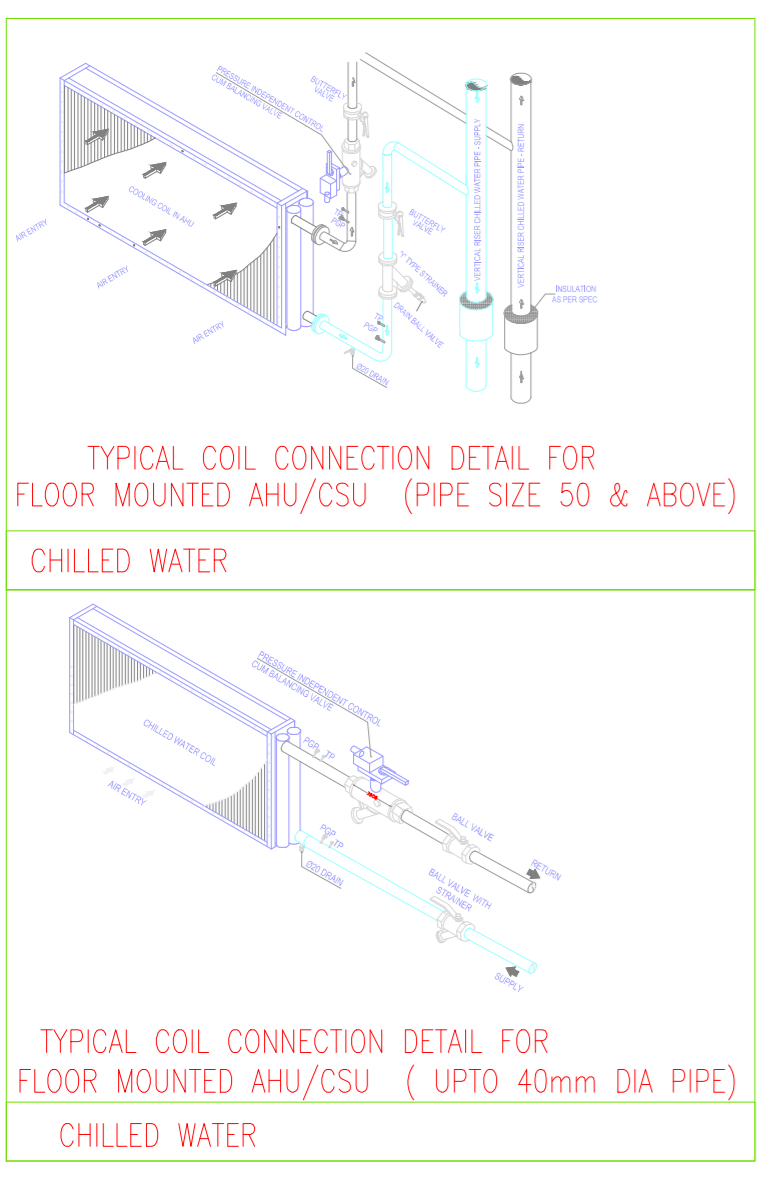 PRESSURE INDEPENDENT CONTROL
CUM BALANCING VALVE
BUTTERFLY
VALVE
VERTICAL RISER CHILLED WATER PIPE - SUPPLY
VERTICAL RISER CHILLED WATER PIPE - RETURN
COOLING COIL IN AHU
TP
PGP
BUTTERFLY
VALVE
AIR ENTRY
AIR ENTRY
AIR ENTRY
'Y' TYPE STRAINER
DRAIN BALL VALVE
INSULATION
AS PER SPEC
TP
PGP
Ø20 DRAIN
TYPICAL COIL CONNECTION DETAIL FOR
FLOOR MOUNTED AHU/CSU (PIPE SIZE 50 & ABOVE)
CHILLED WATER
PRESSURE INDEPENDENT CONTROL
CUM BALANCING VALVE
CHILLED WATER COIL
PGP
TP
AIR ENTRY
BALL VALVE
PGP
TP
RETURN
Ø20 DRAIN
BALL VALVE WITH
STRAINER
SUPPLY
TYPICAL COIL CONNECTION DETAIL FOR
FLOOR MOUNTED AHU/CSU ( UPTO 40mm DIA PIPE)
CHILLED WATER